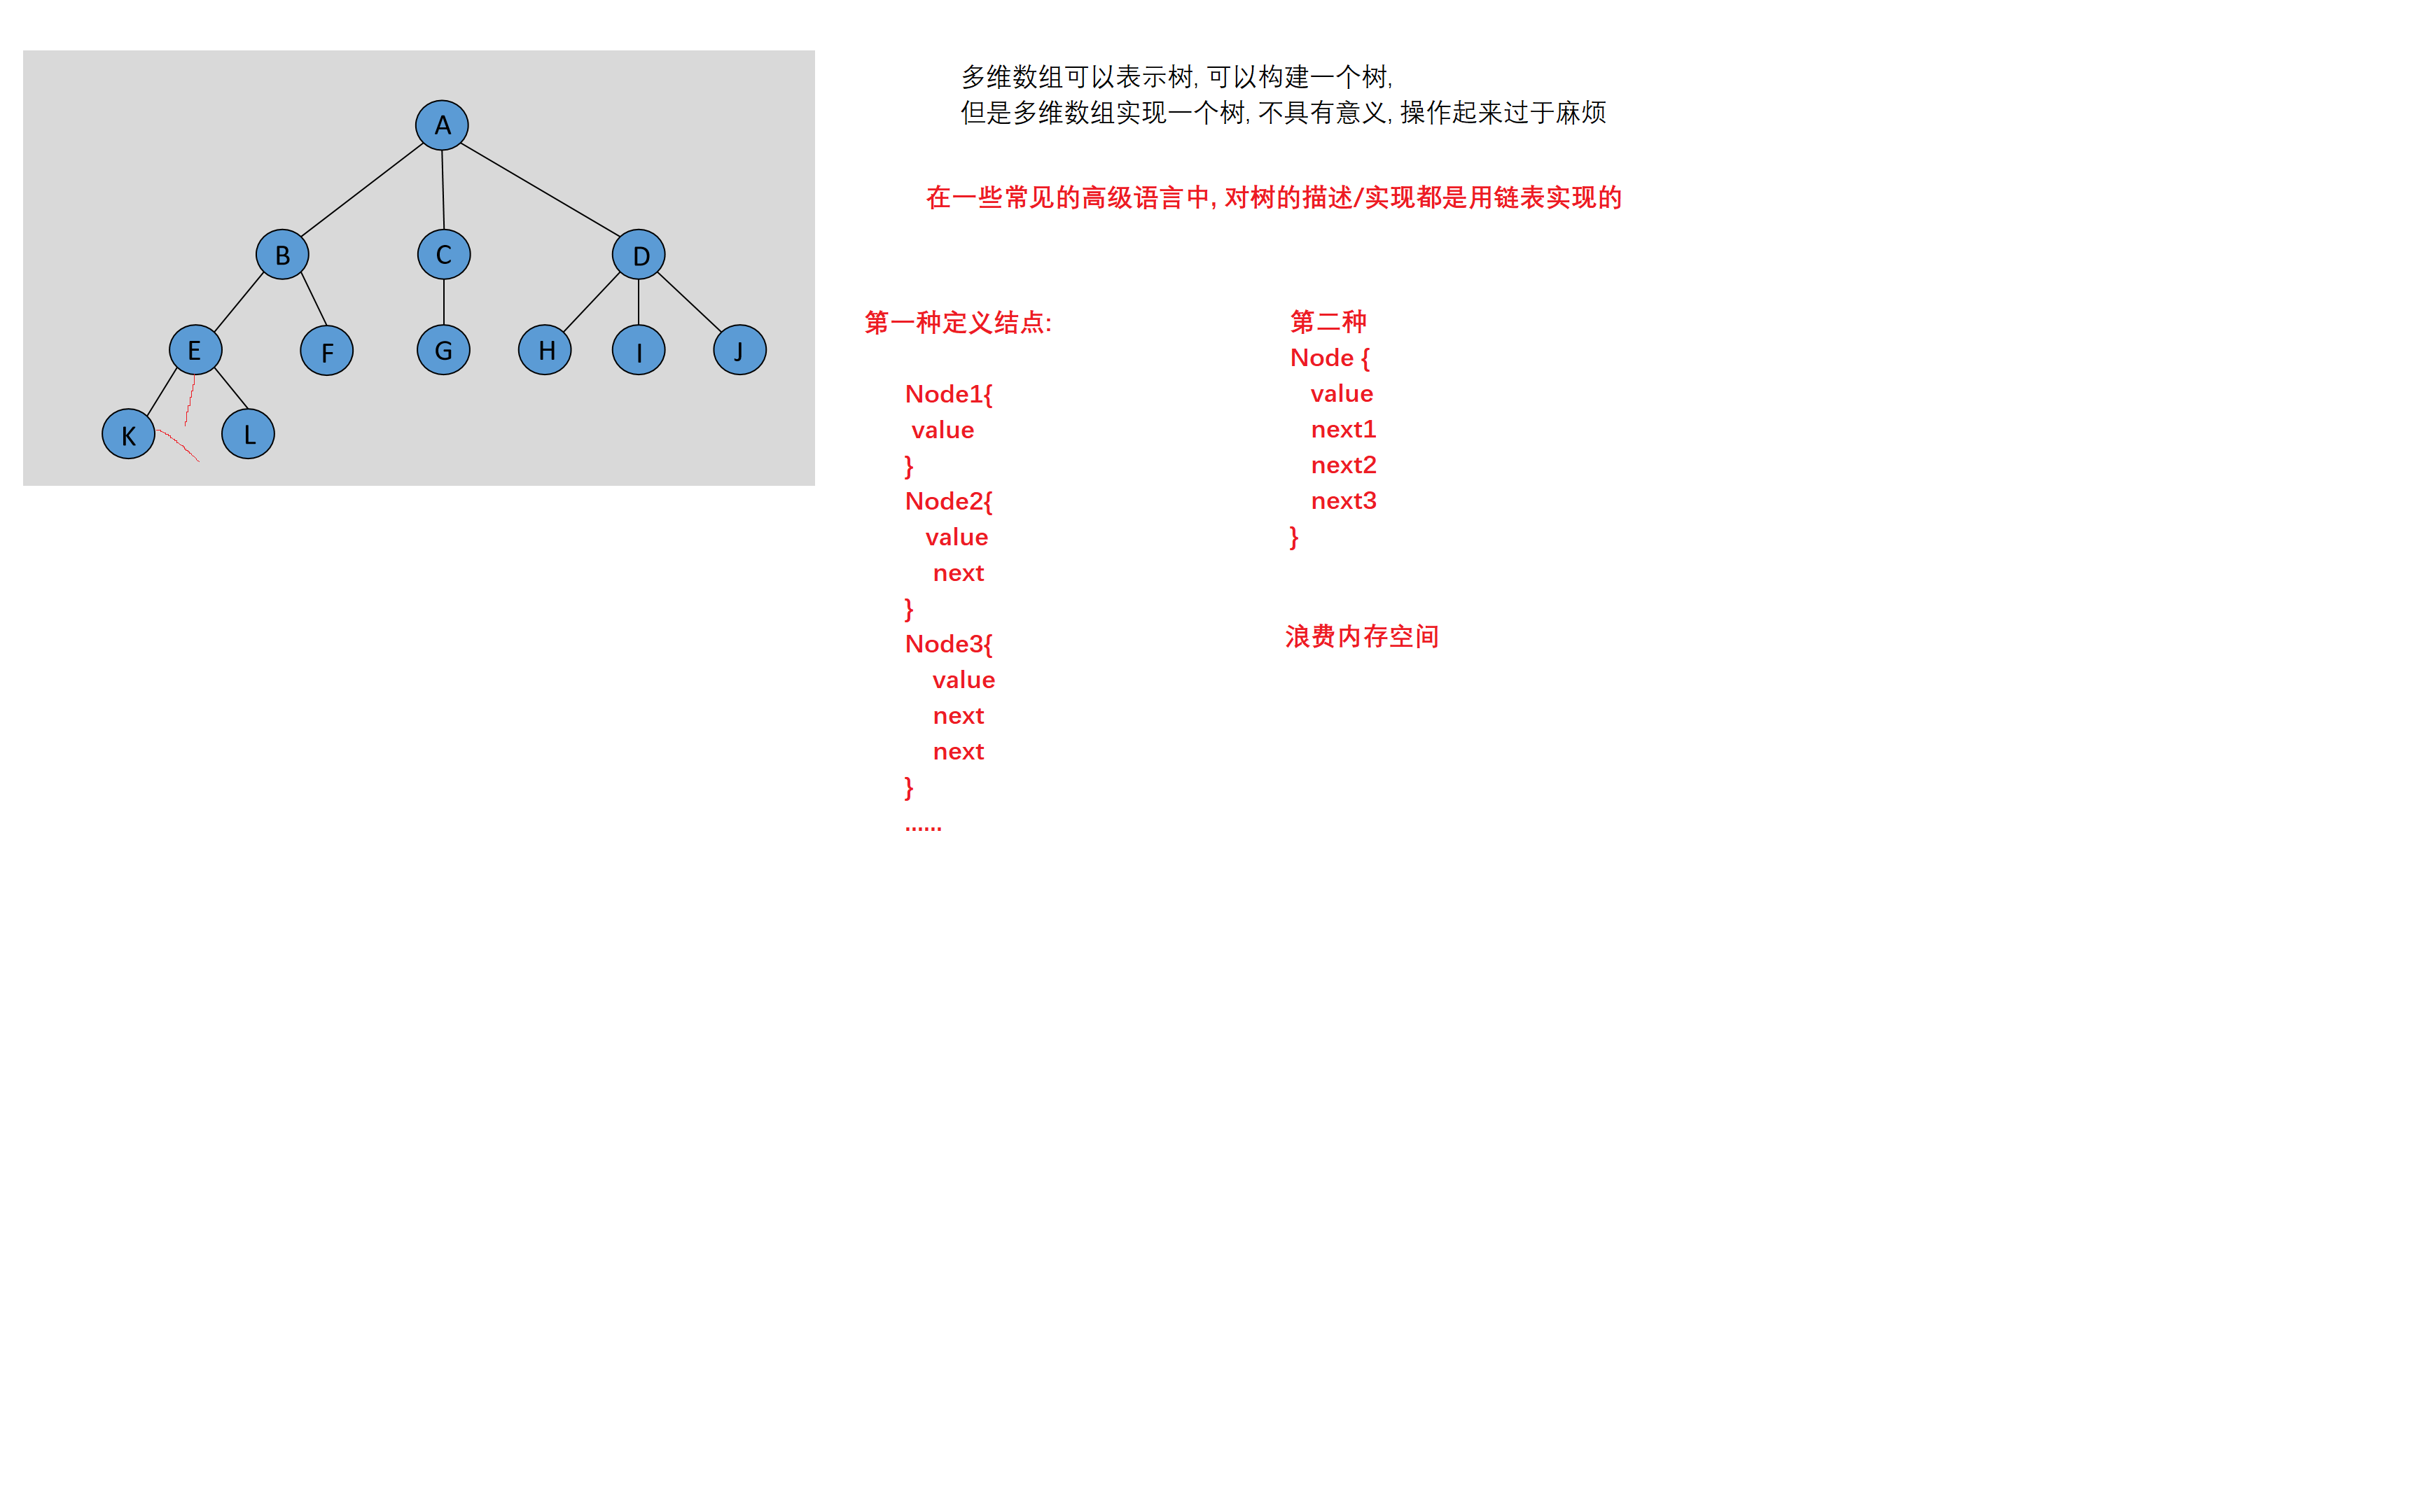 A
B
C
D
E
F
G
H
I
J
K
L
多维数组可以表示树, 可以构建一个树,
但是多维数组实现一个树, 不具有意义, 操作起来过于麻烦
在一些常见的高级语言中, 对树的描述/实现都是用链表实现的
第一种定义结点:
Node1{
value
}
Node2{
value
next
}
Node3{
value
next
next
}
......
第二种
Node {
value
next1
next2
next3
}
浪费内存空间